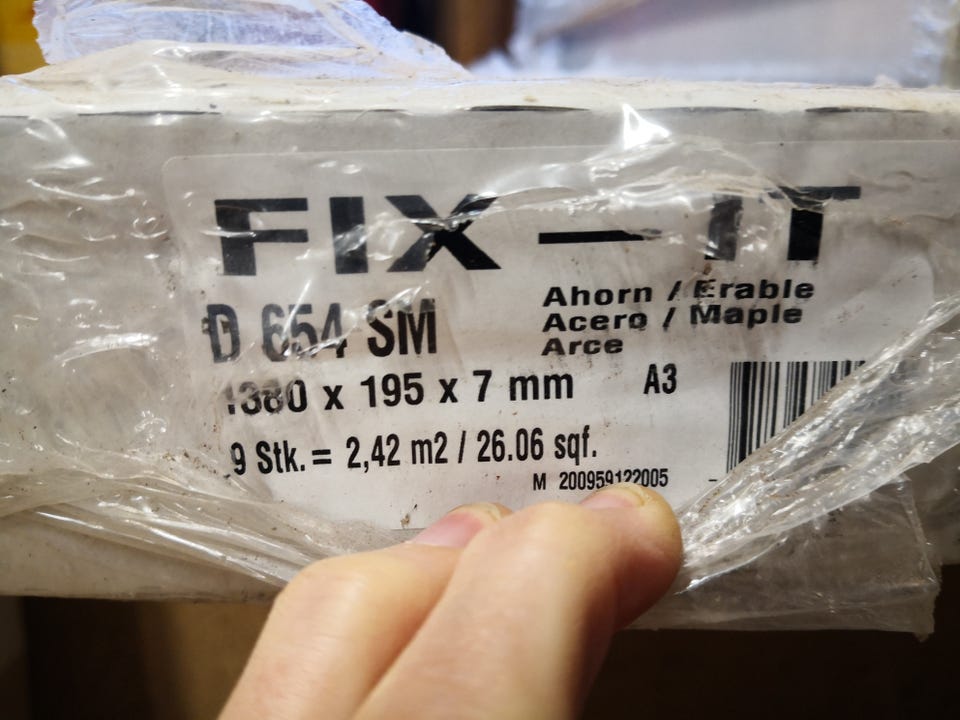 FIX—IT
D 654 SM
Ahorn / Erable
Acero / Maple
Arce
1380 x 195 x 7 mm A3
9 Stk. = 2,42 m2 / 26.06 sqf.
M 200959122005